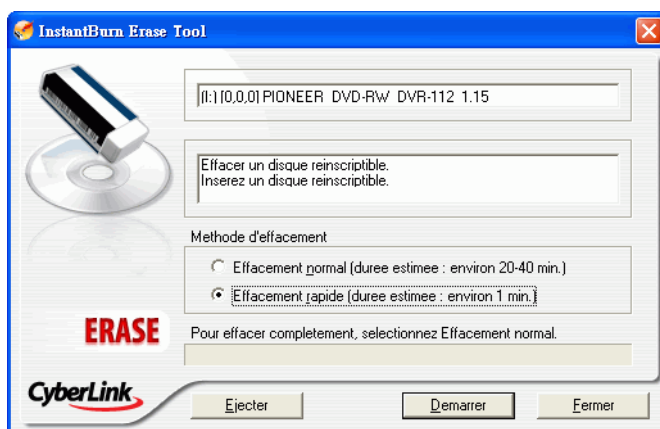 InstantBurn Erase Tool
(I:) [0,0,0] PIONEER DVD-RW DVR-112 1.15
Effacer un disque reinscriptible.
Inserez un disque reinscriptible.
Methode d'effacement
Effacement normal (duree estimee : environ 20-40 min.)
Effacement rapide (duree estimee : environ 1 min.)
ERASE
Pour effacer completement, selectionnez Effacement normal.
CyberLink
Ejecter
Demarrer
Fermer